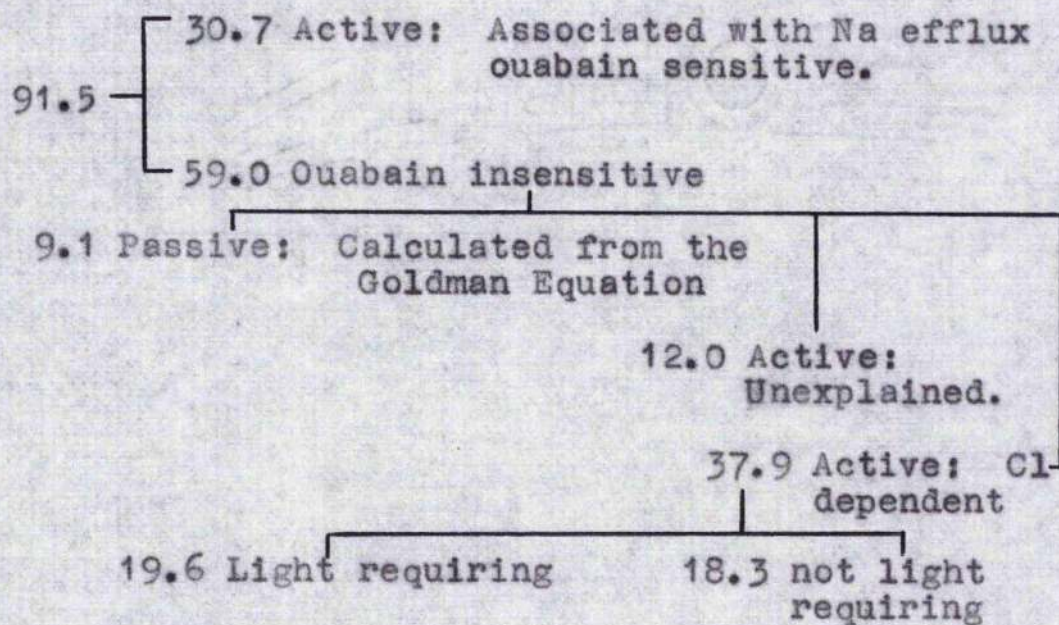 30.7 Active: Associated with Na efflux
ouabain sensitive.
91.5
59.0 Ouabain insensitive
9.1 Passive: Calculated from the
Goldman Equation
12.0 Active:
Unexplained.
37.9 Active: Cl-
dependent
19.6 Light requiring
18.3 not light
requiring